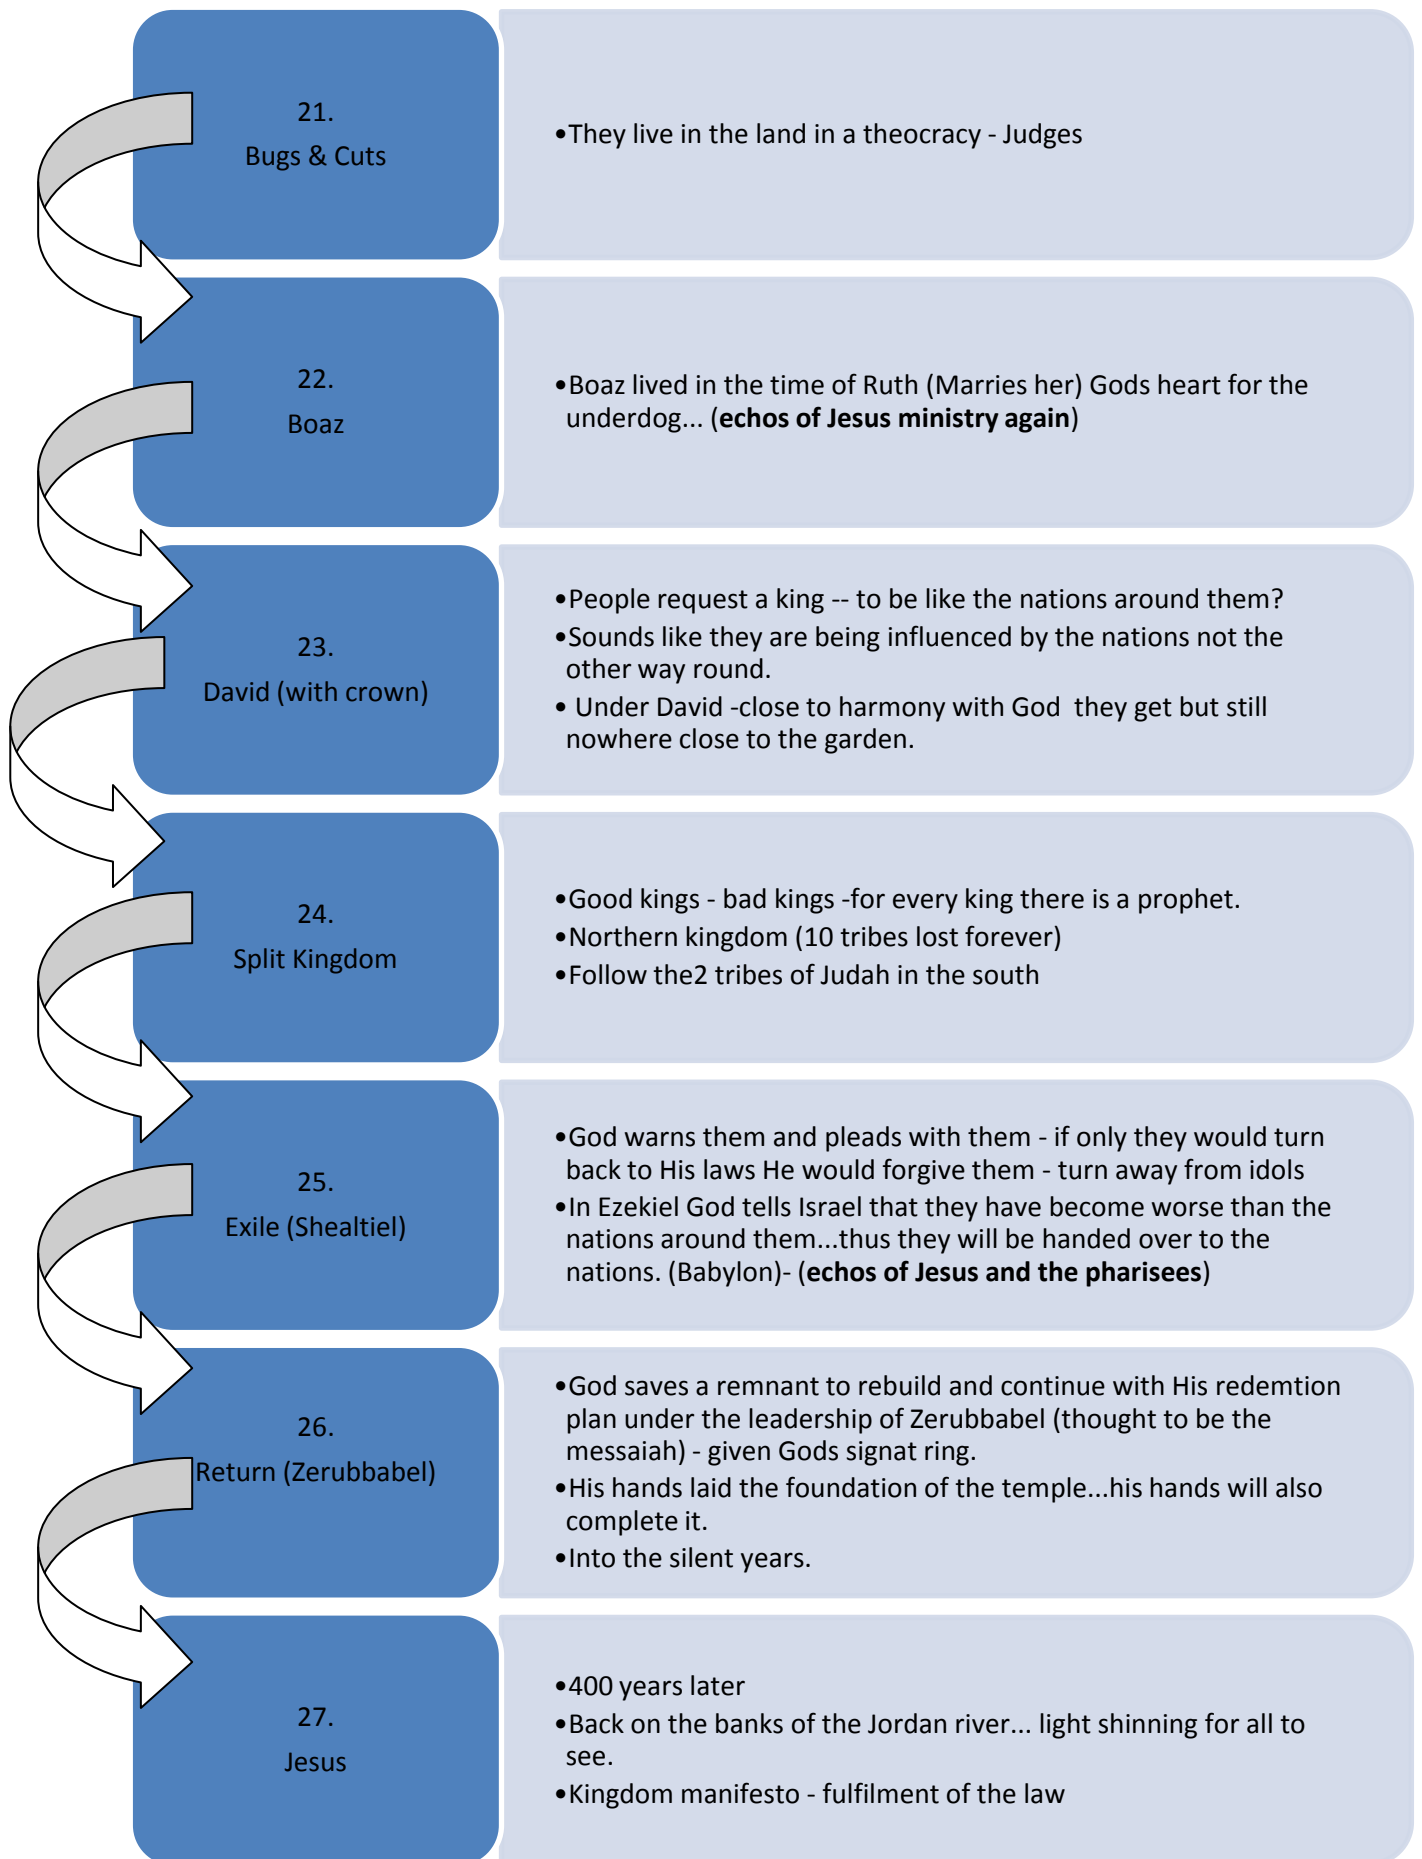 21.
Bugs & Cuts
•They live in the land in a theocracy - Judges
22.
Boaz
•Boaz lived in the time of Ruth (Marries her) Gods heart for the
underdog... (echos of Jesus ministry again)
23.
David (with crown)
•People request a king -- to be like the nations around them?
•Sounds like they are being influenced by the nations not the
other way round.
• Under David -close to harmony with God they get but still
nowhere close to the garden.
24.
Split Kingdom
•Good kings - bad kings -for every king there is a prophet.
•Northern kingdom (10 tribes lost forever)
•Follow the2 tribes of Judah in the south
25.
Exile (Shealtiel)
•God warns them and pleads with them - if only they would turn
back to His laws He would forgive them - turn away from idols
•In Ezekiel God tells Israel that they have become worse than the
nations around them...thus they will be handed over to the
nations. (Babylon)- (echos of Jesus and the pharisees)
26.
Return (Zerubbabel)
•God saves a remnant to rebuild and continue with His redemtion
plan under the leadership of Zerubbabel (thought to be the
messaiah) - given Gods signat ring.
•His hands laid the foundation of the temple...his hands will also
complete it.
•Into the silent years.
27.
Jesus
•400 years later
•Back on the banks of the Jordan river... light shinning for all to
see.
•Kingdom manifesto - fulfilment of the law